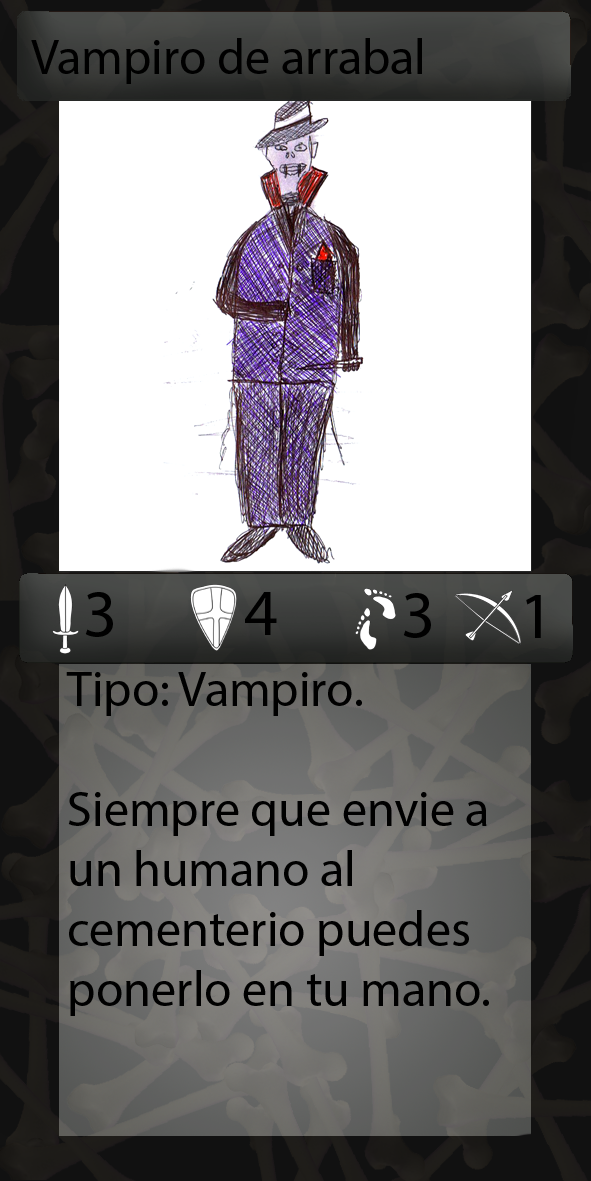 Vampiro de arrabal
3 4 3 1
Tipo: Vampiro.
Siempre que envie a
un humano al
cementerio puedes
ponerlo en tu mano.